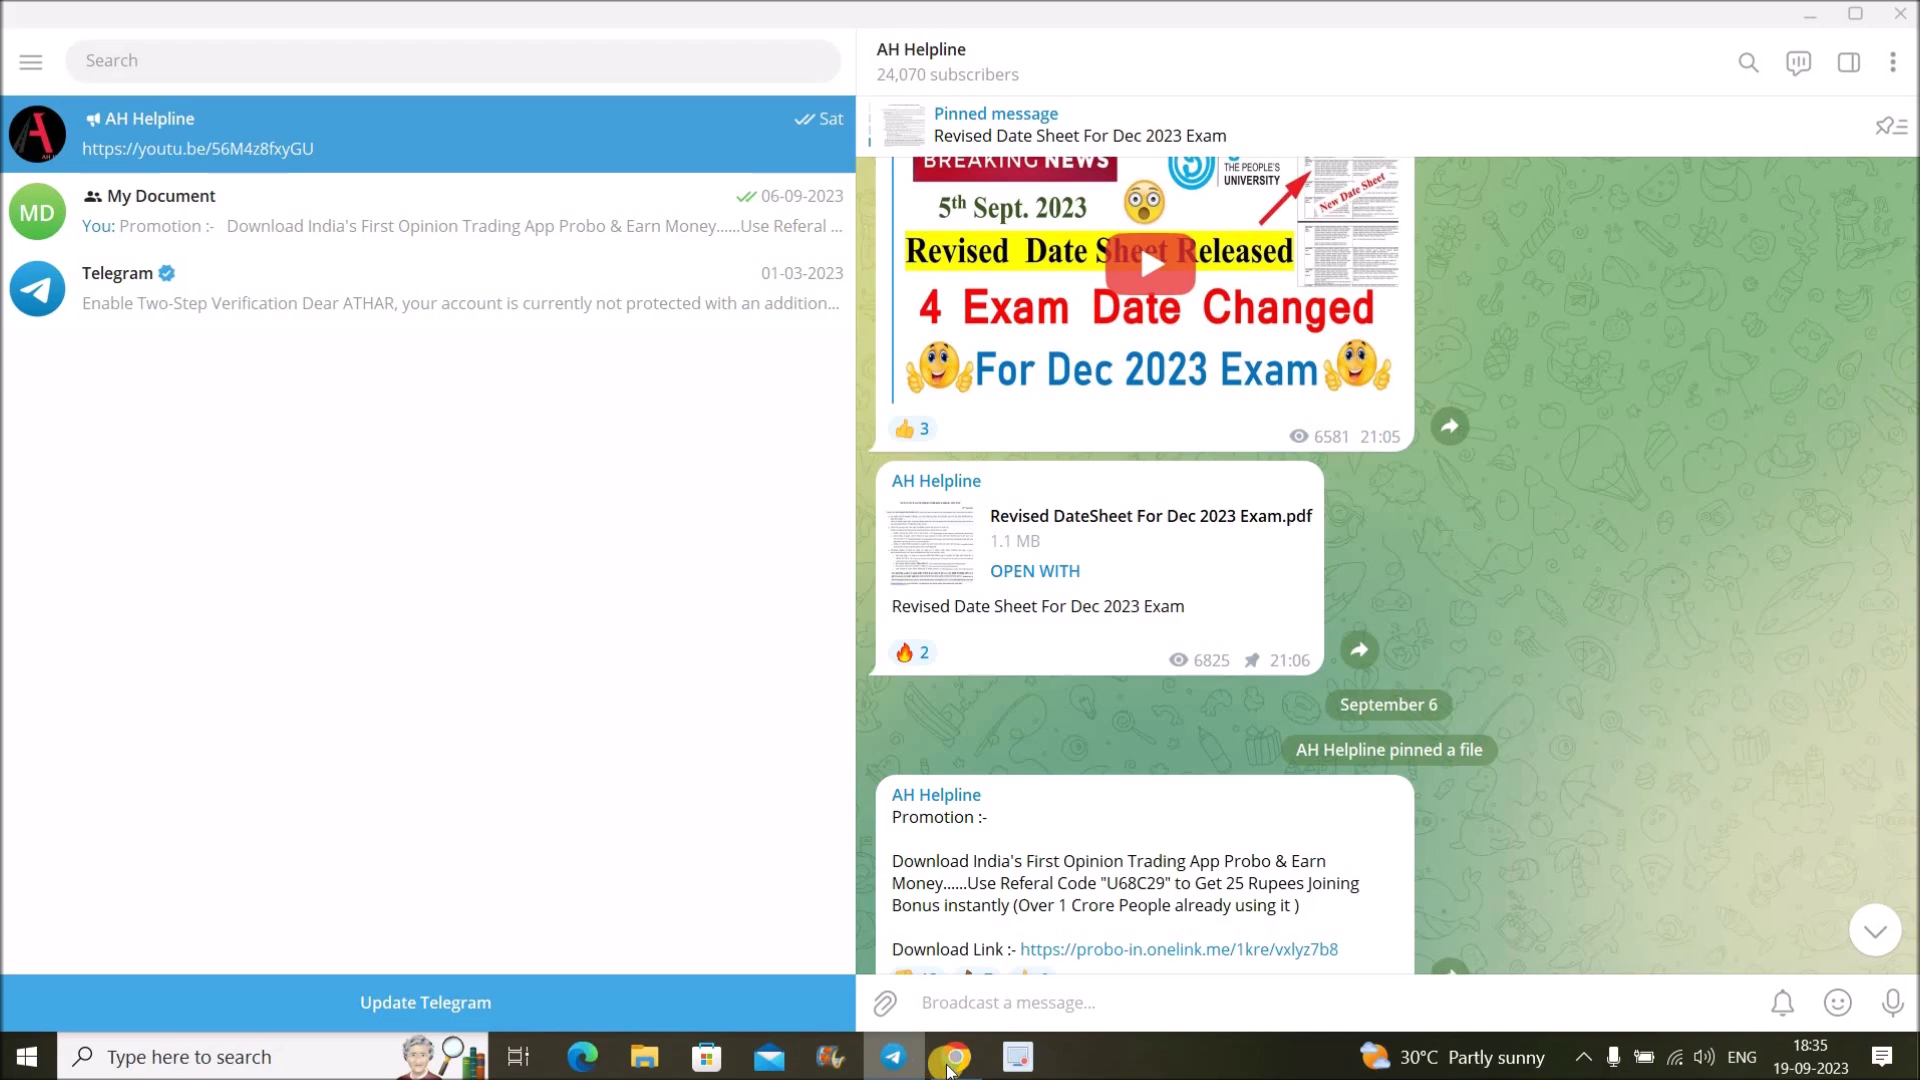 Search
AH Helpline
Sat
https://youtu.be/56M4z8fxyGU
MD
My Document
06-09-2023
You: Promotion :- Download India's First Opinion Trading App Probo & Earn Money......Use Referal ...
Telegram
01-03-2023
Enable Two-Step Verification Dear ATHAR, your account is currently not protected with an addition...
Update Telegram
AH Helpline
24,070 subscribers
Pinned message
Revised Date Sheet For Dec 2023 Exam
BREAKING NEWS
THE PEOPLE'S
UNIVERSITY
New Date Sheet
5th Sept. 2023
Revised Date Sheet Released
4 Exam Date Changed
For Dec 2023 Exam
3
6581 21:05
AH Helpline
Revised DateSheet For Dec 2023 Exam.pdf
1.1 MB
OPEN WITH
Revised Date Sheet For Dec 2023 Exam
2
6825 21:06
September 6
AH Helpline pinned a file
AH Helpline
Promotion :-
Download India's First Opinion Trading App Probo & Earn
Money......Use Referal Code "U68C29" to Get 25 Rupees Joining
Bonus instantly (Over 1 Crore People already using it )
Download Link :- https://probo-in.onelink.me/1kre/vxlyz7b8
Broadcast a message...
Type here to search
30°C Partly sunny
ENG
18:35
19-09-2023